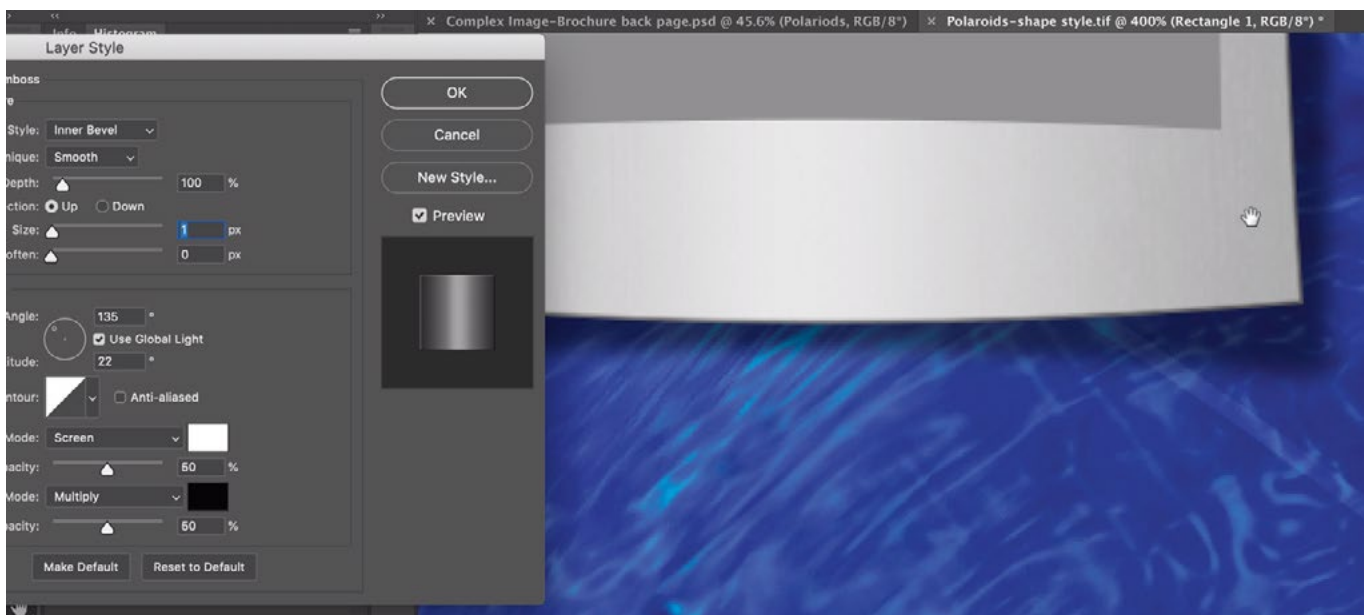 Info Histogram
× Complex Image-Brochure back page.psd @ 45.6% (Polariods, RGB/8*) × Polaroids-shape style.tif @ 400% (Rectangle 1, RGB/8*) *
Layer Style
mboss
re
Style: Inner Bevel
nique: Smooth
Depth: 100 %
ction: Up Down
Size: 1 px
often: 0 px
Angle: 135 °
Use Global Light
itude: 22 °
ntour: Anti-aliased
Mode: Screen
pacity: 50 %
Mode: Multiply
pacity: 50 %
Make Default Reset to Default
OK
Cancel
New Style...
Preview